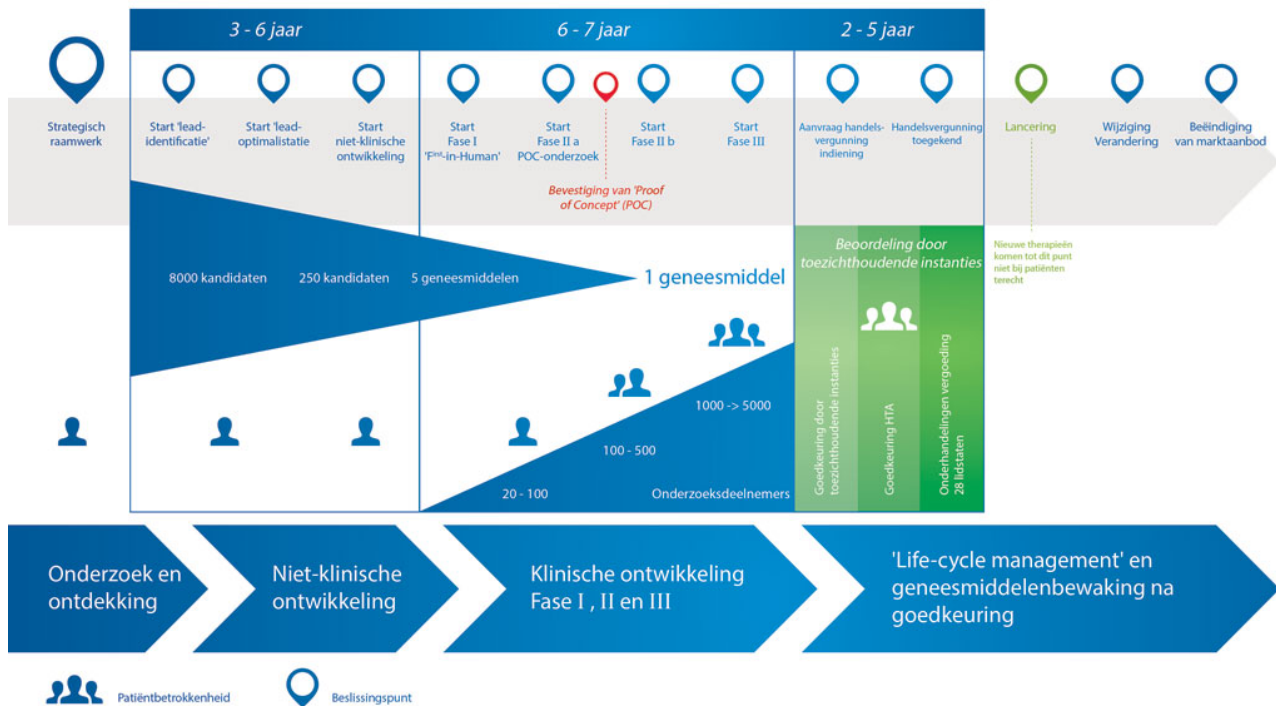 3 - 6 jaar
6 - 7 jaar
2 - 5 jaar
Strategisch
raamwerk
Start 'lead-
identificatie'
Start 'lead-
optimalistatie
Start
niet-klinische
ontwikkeling
Start
Fase I
'First-in-Human'
Start
Fase II a
POC-onderzoek
Start
Fase II b
Start
Fase III
Aanvraag handels-
vergunning
indiening
Handelsvergunning
toegekend
Lancering
Wijziging
Verandering
Beëindiging
van marktaanbod
Bevestiging van 'Proof
of Concept' (POC)
8000 kandidaten
250 kandidaten
5 geneesmiddelen
1 geneesmiddel
Beoordeling door
toezichthoudende instanties
Nieuwe therapieën
komen tot dit punt
niet bij patiënten
terecht
20 - 100
100 - 500
1000 -> 5000
Onderzoeksdeelnemers
Goedkeuring door
toezichthoudende instanties
Goedkeuring HTA
Onderhandelingen vergoeding
28 lidstaten
Onderzoek en
ontdekking
Niet-klinische
ontwikkeling
Klinische ontwikkeling
Fase I , II en III
'Life-cycle management' en
geneesmiddelenbewaking na
goedkeuring
Patiëntbetrokkenheid
Beslissingspunt